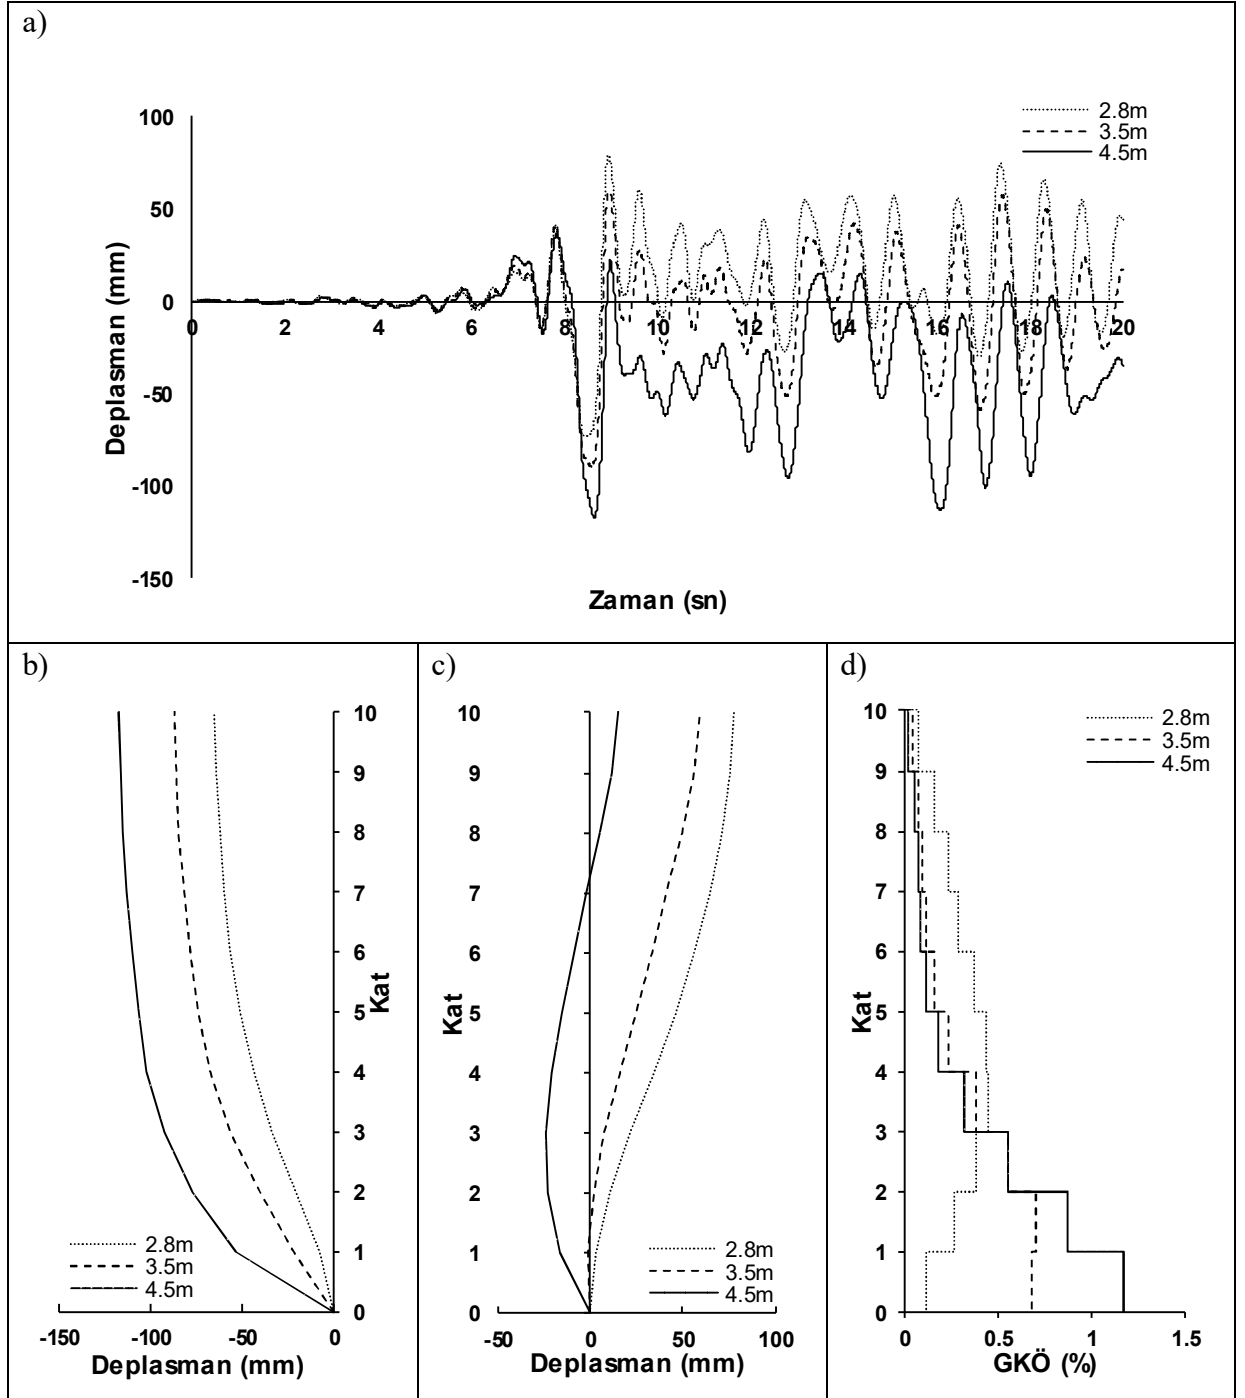 a)
100
50
0
-50
-100
-150
Deplasman (mm)
0 2 4 6 8 10 12 14 16 18 20
Zaman (sn)
2.8m
3.5m
4.5m
b)
10
9
8
7
6
5
4
3
2
1
0
Kat
2.8m
3.5m
4.5m
-150 -100 -50 0
Deplasman (mm)
c)
10
9
8
7
6
5
4
3
2
1
0
Kat
2.8m
3.5m
4.5m
-50 0 50 100
Deplasman (mm)
d)
2.8m
3.5m
4.5m
10
9
8
7
6
5
4
3
2
1
0
Kat
0 0.5 1 1.5
GKÖ (%)